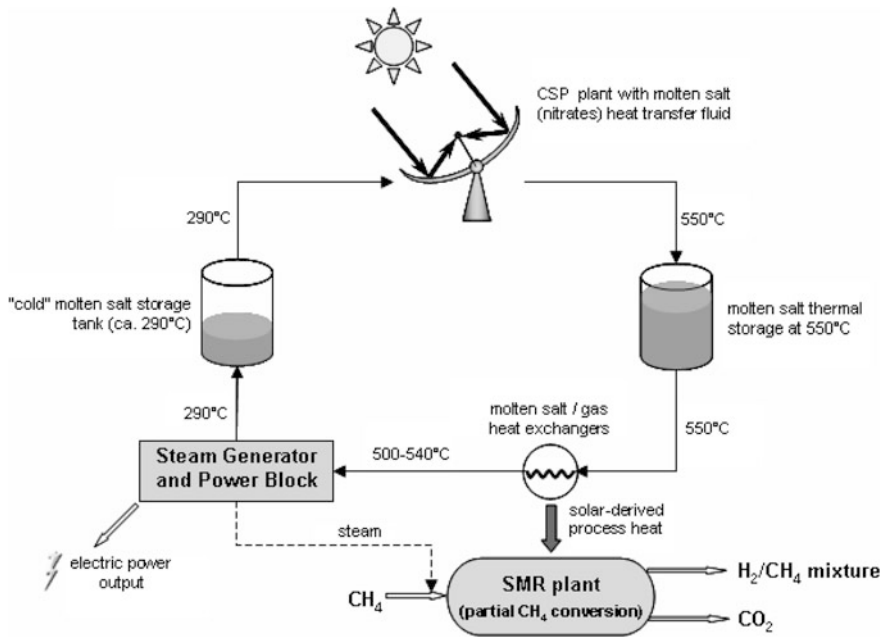 CSP plant with molten salt
(nitrates) heat transfer fluid
290°C
550°C
"cold" molten salt storage
tank (ca. 290°C)
molten salt thermal
storage at 550°C
290°C
molten salt / gas
heat exchangers
550°C
500-540°C
Steam Generator
and Power Block
solar-derived
process heat
steam
electric power
output
CH₄
SMR plant
(partial CH₄ conversion)
H₂/CH₄ mixture
CO₂